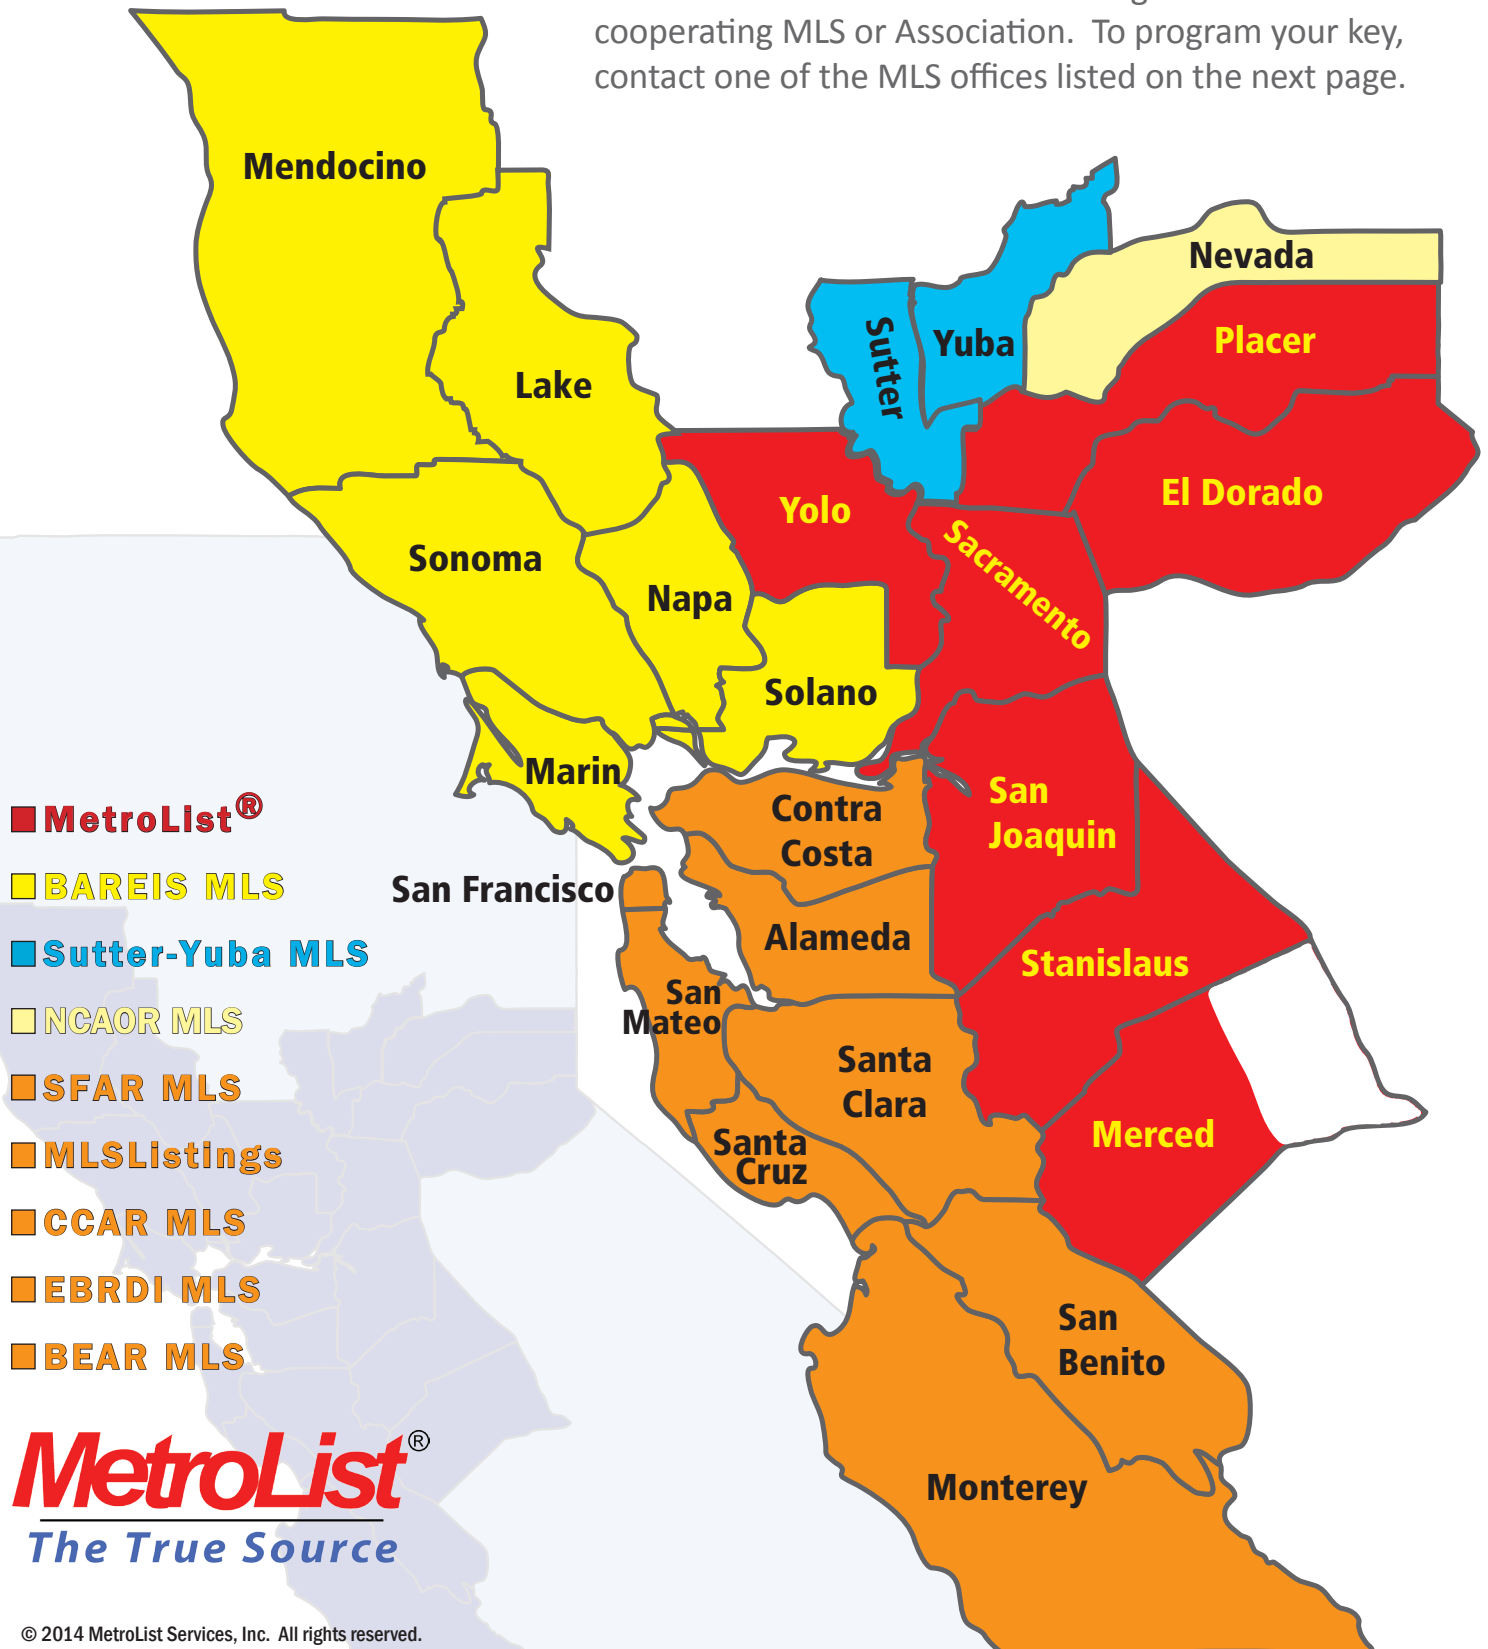 cooperating MLS or Association. To program your key,
contact one of the MLS offices listed on the next page.
Mendocino
Nevada
Placer
Sutter
Yuba
Lake
El Dorado
Yolo
Sacramento
Sonoma
Napa
Solano
Marin
San
Joaquin
Contra
Costa
MetroList®
BAREIS MLS
San Francisco
Alameda
Sutter-Yuba MLS
Stanislaus
San
Mateo
NCAOR MLS
Santa
Clara
SFAR MLS
Merced
Santa
Cruz
MLSListings
CCAR MLS
EBRDI MLS
San
Benito
BEAR MLS
MetroList®
Monterey
The True Source
© 2014 MetroList Services, Inc. All rights reserved.